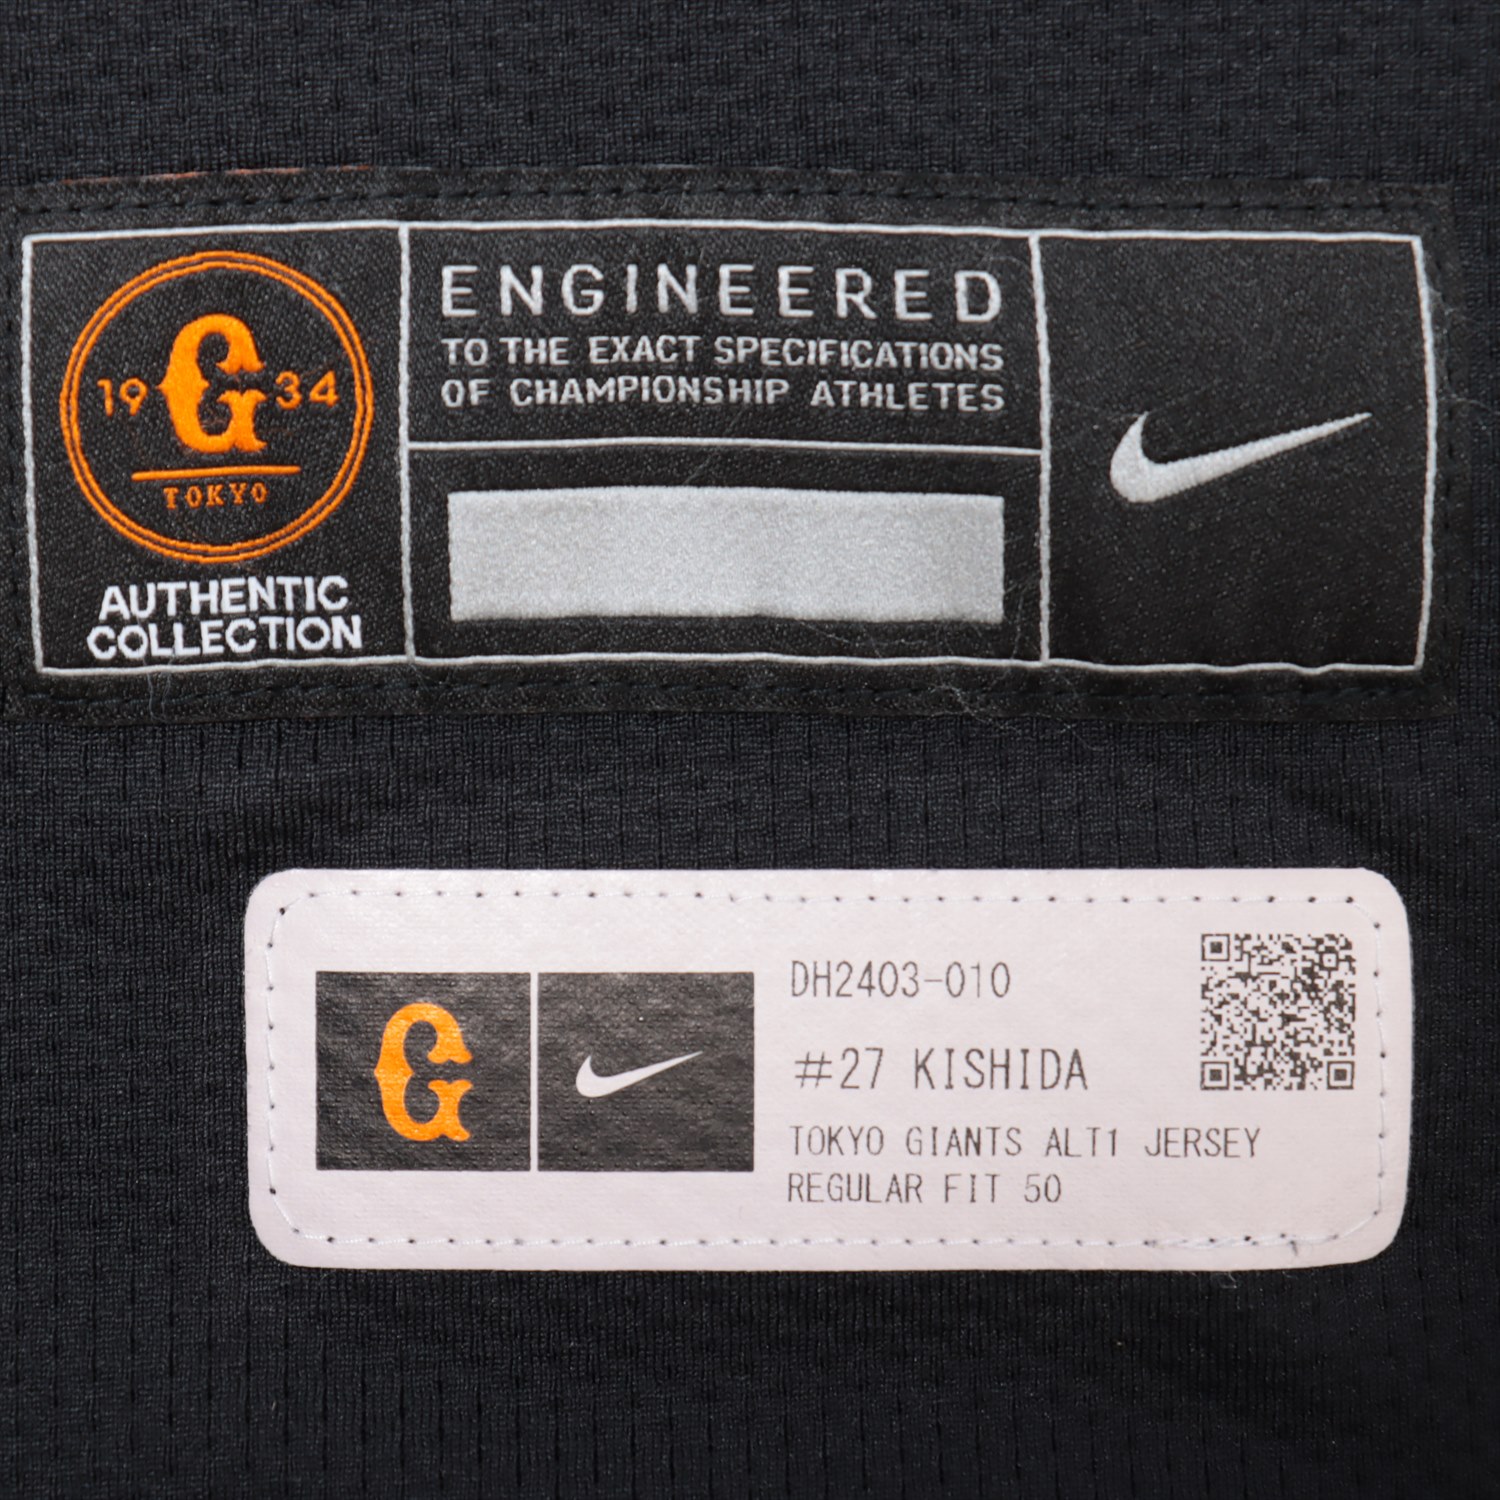 19 G 34
TOKYO
AUTHENTIC
COLLECTION
ENGINEERED
TO THE EXACT SPECIFICATIONS
OF CHAMPIONSHIP ATHLETES
G
DH2403-010
#27 KISHIDA
TOKYO GIANTS ALT1 JERSEY
REGULAR FIT 50